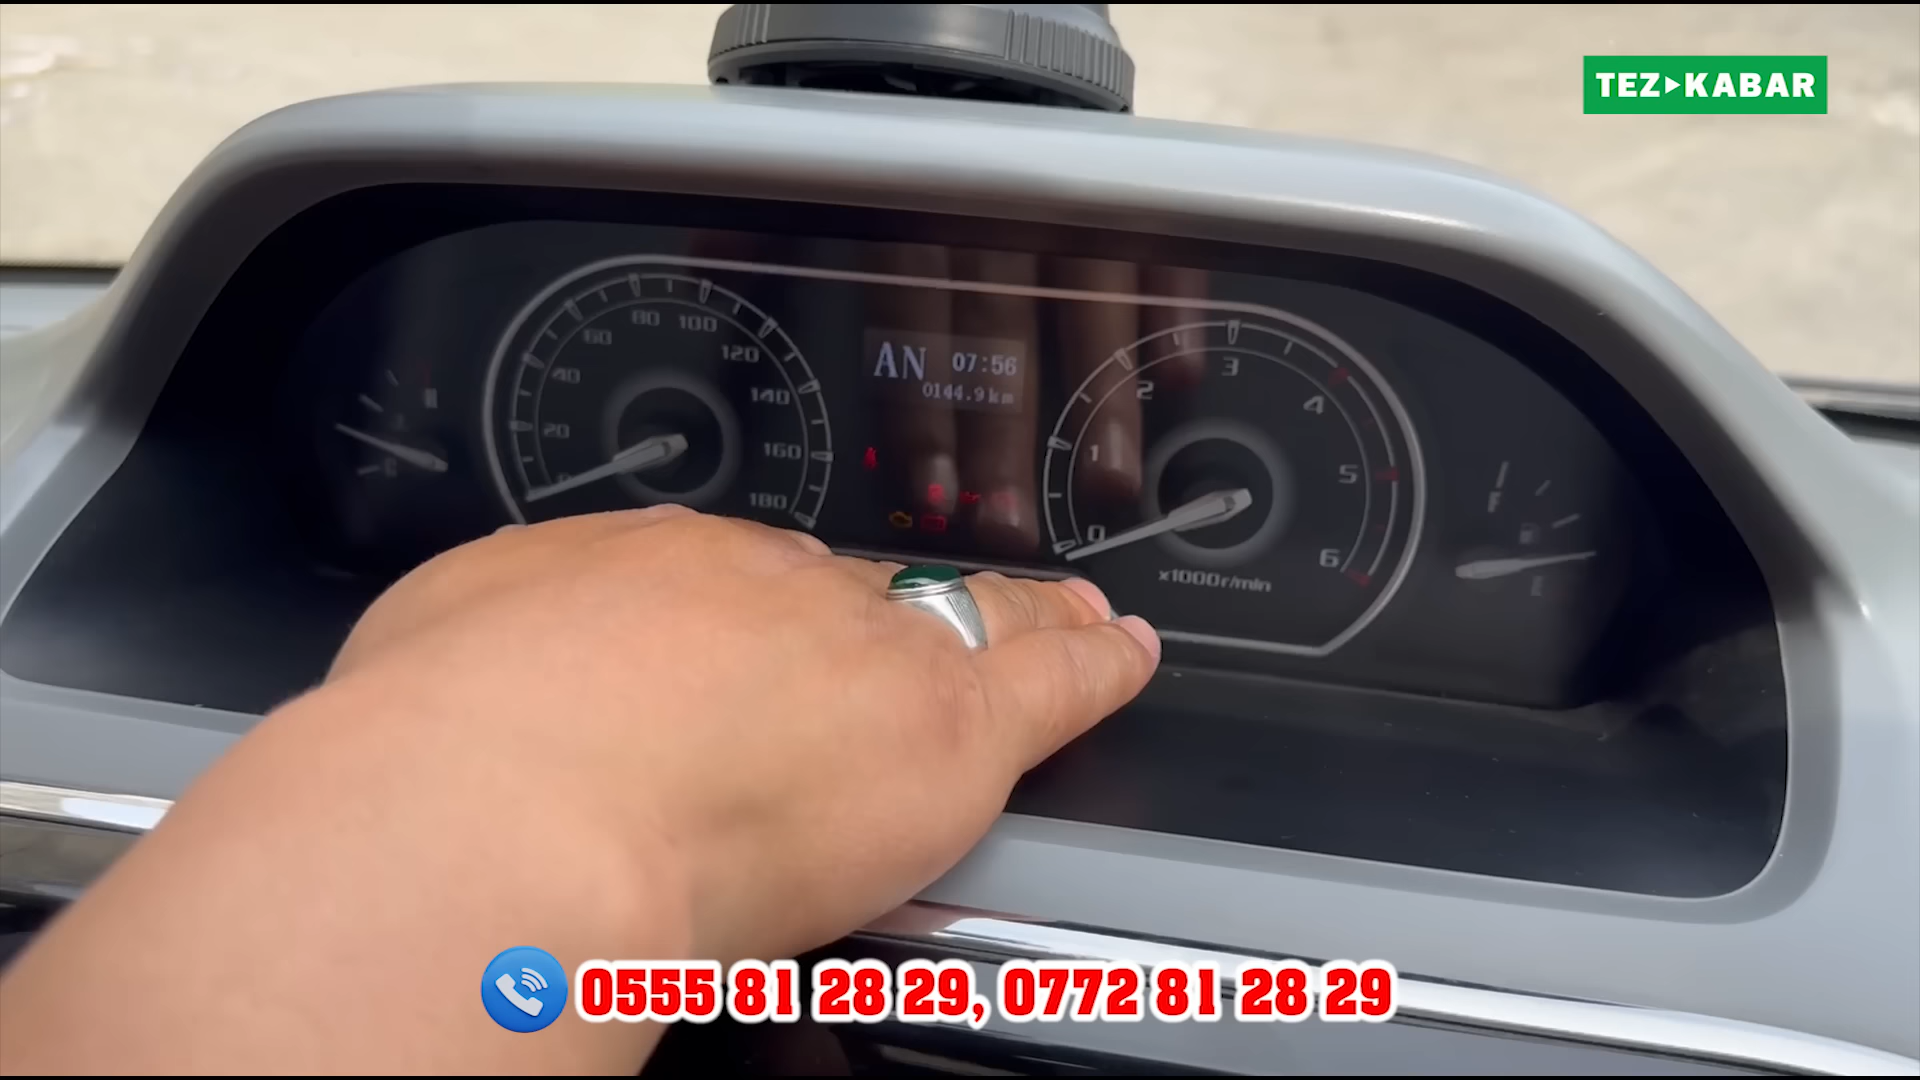 TEZ▸KABAR
80 100
60 120
40 140
20 160
0 180
AN 07:56
0144.9 km
3
2 4
1 5
0 6
x1000r/min
H
C
0555 81 28 29, 0772 81 28 29